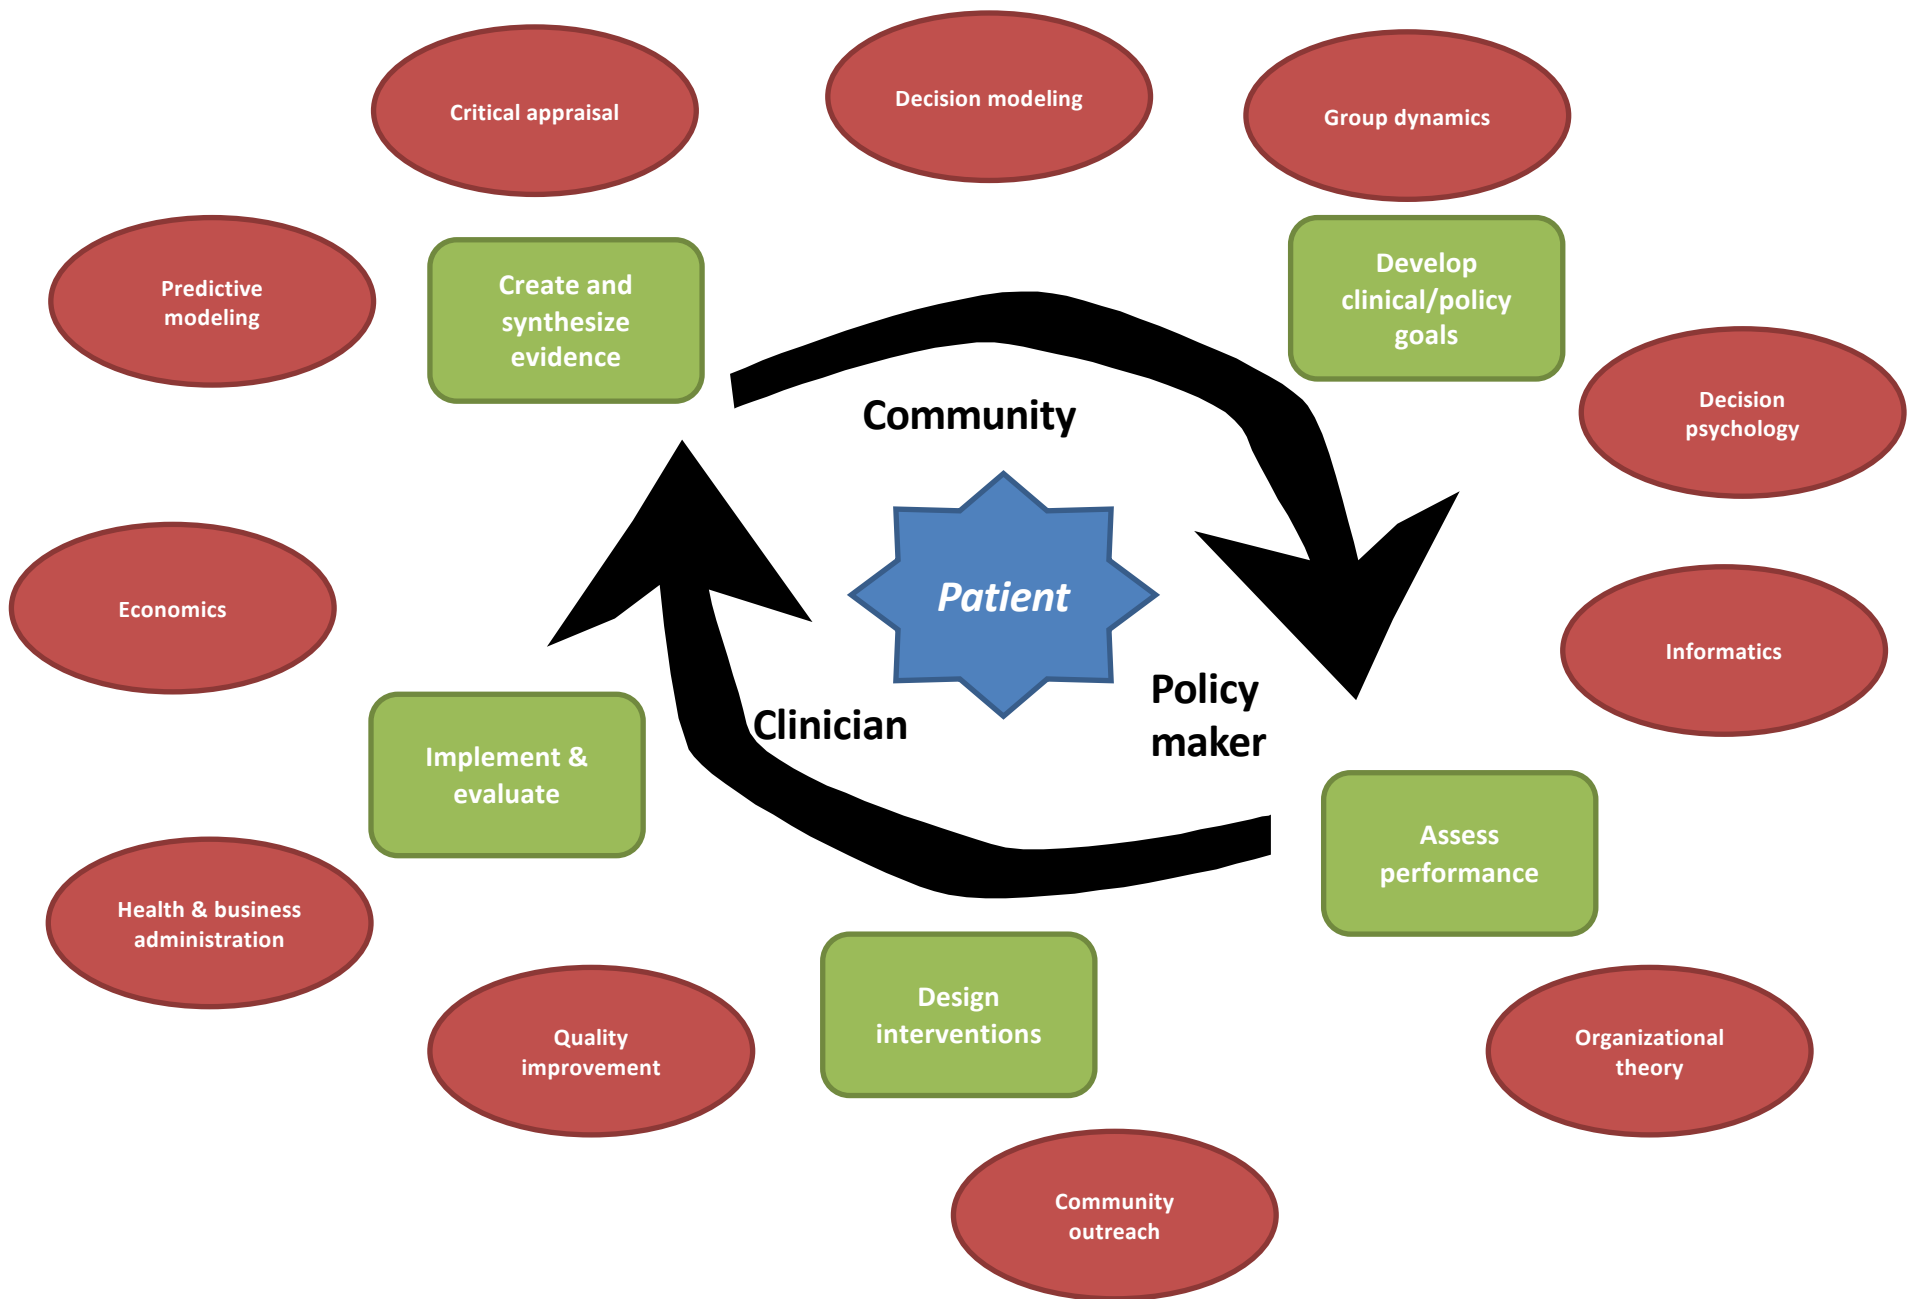 Critical appraisal
Decision modeling
Group dynamics
Predictive
modeling
Create and
synthesize
evidence
Develop
clinical/policy
goals
Decision
psychology
Community
Patient
Economics
Informatics
Policy
maker
Clinician
Implement &
evaluate
Assess
performance
Health & business
administration
Design
interventions
Quality
improvement
Organizational
theory
Community
outreach